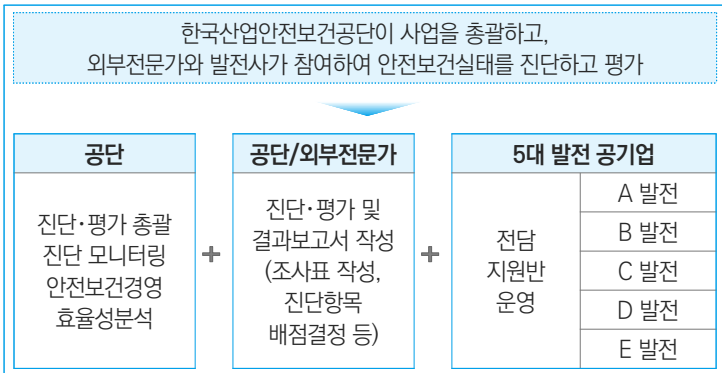 한국산업안전보건공단이 사업을 총괄하고,
외부전문가와 발전사가 참여하여 안전보건실태를 진단하고 평가
공단
진단·평가 총괄
진단 모니터링
안전보건경영
효율성분석
+
공단/외부전문가
진단·평가 및
결과보고서 작성
(조사표 작성,
진단항목
배점결정 등)
+
5대 발전 공기업
전담
지원반
운영
A 발전
B 발전
C 발전
D 발전
E 발전